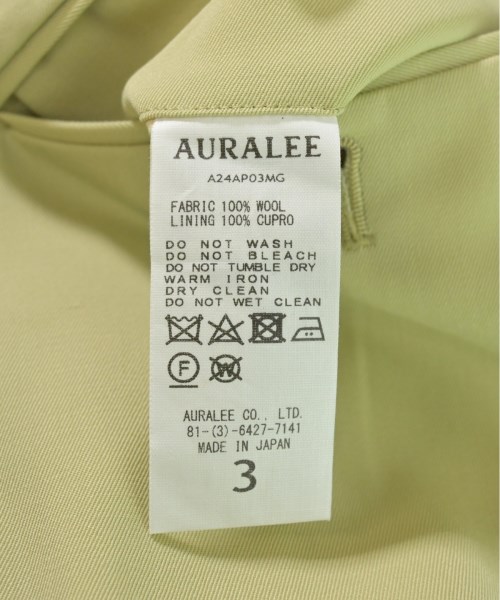 AURALEE
A24AP03MG
FABRIC 100% WOOL
LINING 100% CUPRO
DO NOT WASH
DO NOT BLEACH
DO NOT TUMBLE DRY
WARM IRON
DRY CLEAN
DO NOT WET CLEAN
F W
AURALEE CO., LTD.
81-(3)-6427-7141
MADE IN JAPAN
3